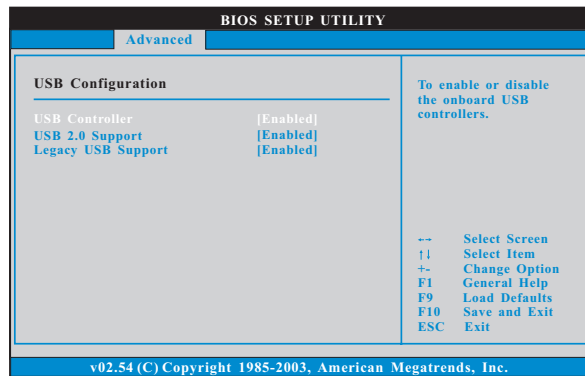 BIOS SETUP UTILITY
Advanced
USB Configuration
USB Controller [Enabled]
USB 2.0 Support [Enabled]
Legacy USB Support [Enabled]
To enable or disable
the onboard USB
controllers.
←→ Select Screen
↑↓ Select Item
+- Change Option
F1 General Help
F9 Load Defaults
F10 Save and Exit
ESC Exit
v02.54 (C) Copyright 1985-2003, American Megatrends, Inc.